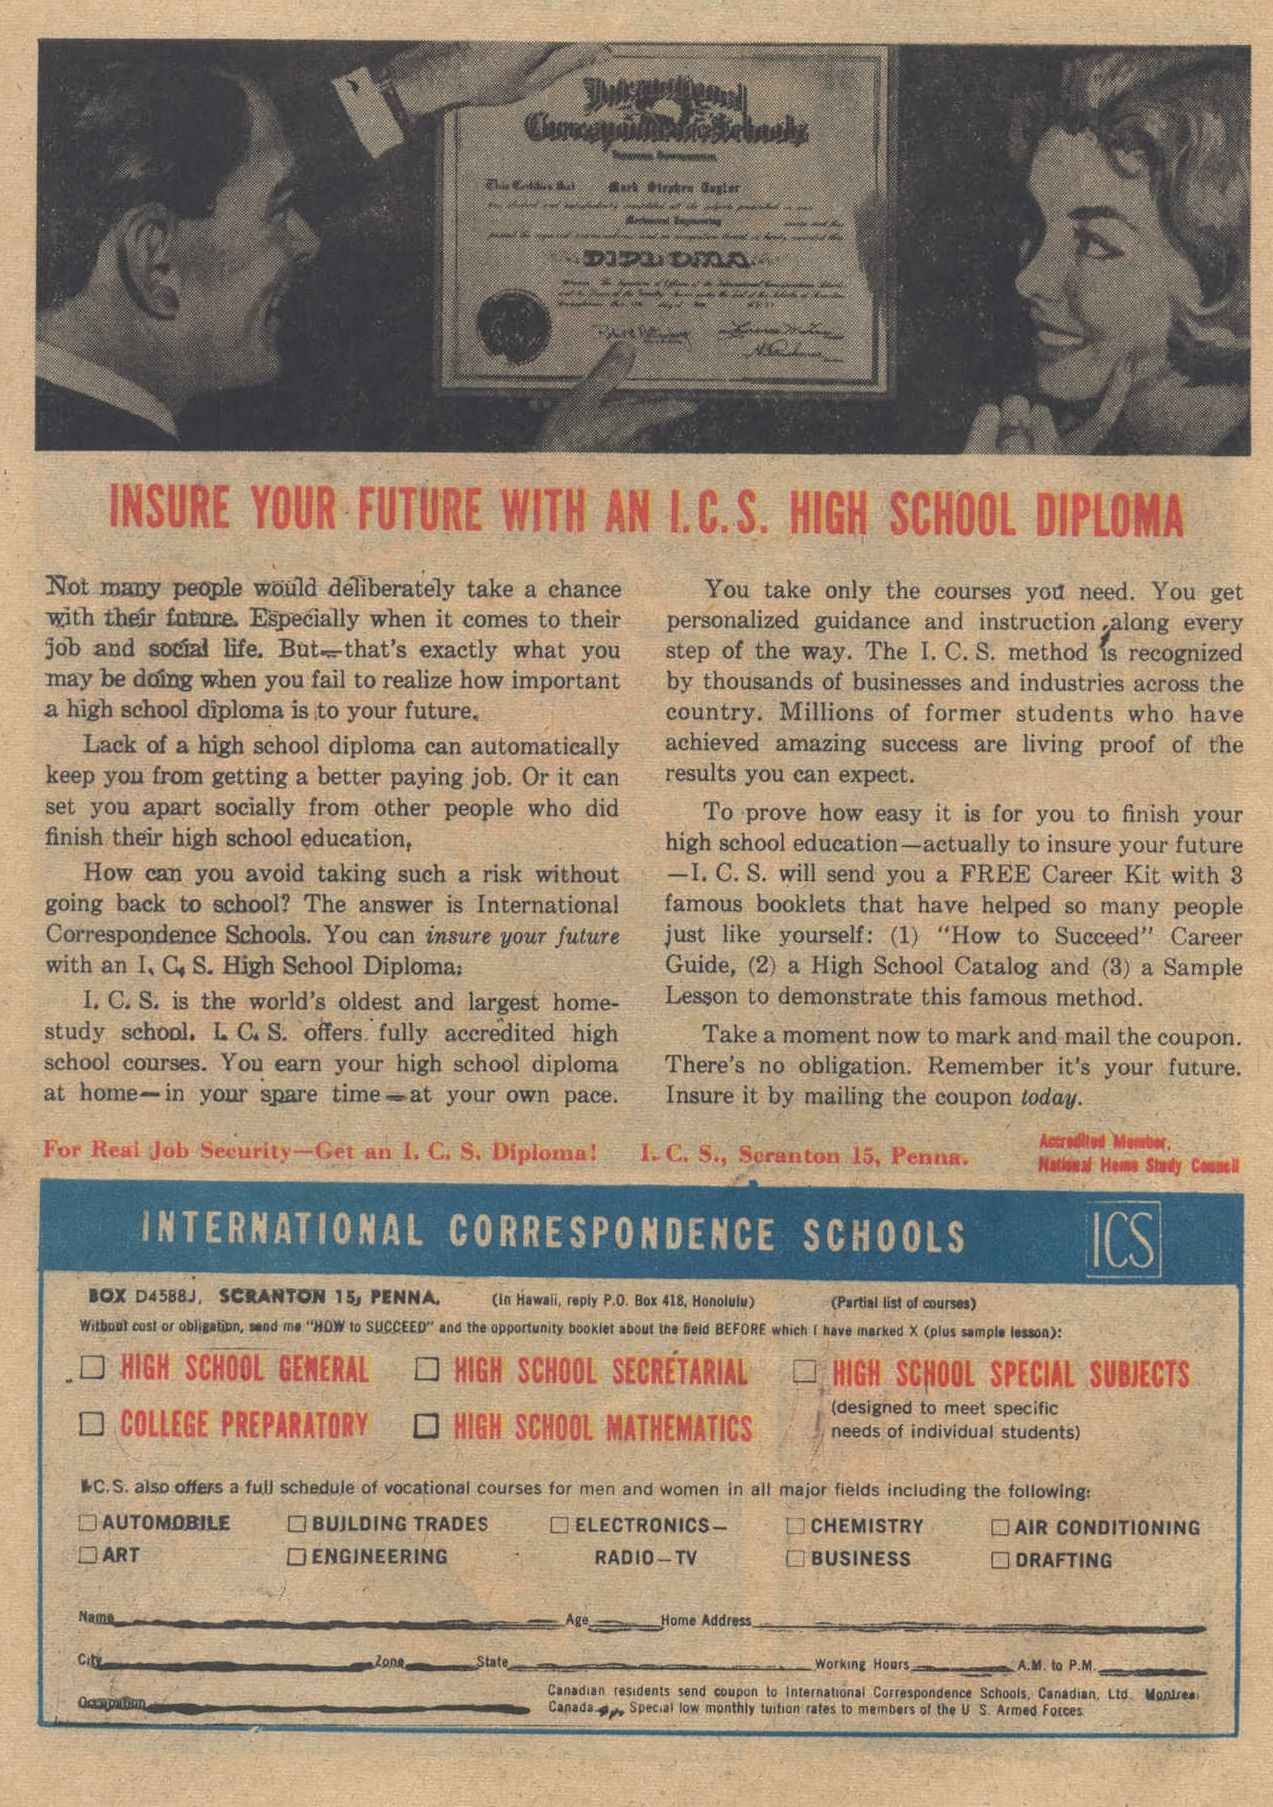 International
Correspondence Schools
This Certifies that Mark Stephen Taylor
Mechanical Engineering
DIPLOMA
INSURE YOUR FUTURE WITH AN I.C.S. HIGH SCHOOL DIPLOMA
Not many people would deliberately take a chance
with their future. Especially when it comes to their
job and social life. But—that's exactly what you
may be doing when you fail to realize how important
a high school diploma is to your future.
Lack of a high school diploma can automatically
keep you from getting a better paying job. Or it can
set you apart socially from other people who did
finish their high school education.
How can you avoid taking such a risk without
going back to school? The answer is International
Correspondence Schools. You can insure your future
with an I. C. S. High School Diploma:
I. C. S. is the world's oldest and largest home-
study school. I. C. S. offers fully accredited high
school courses. You earn your high school diploma
at home—in your spare time—at your own pace.
You take only the courses you need. You get
personalized guidance and instruction along every
step of the way. The I. C. S. method is recognized
by thousands of businesses and industries across the
country. Millions of former students who have
achieved amazing success are living proof of the
results you can expect.
To prove how easy it is for you to finish your
high school education—actually to insure your future
—I. C. S. will send you a FREE Career Kit with 3
famous booklets that have helped so many people
just like yourself: (1) "How to Succeed" Career
Guide, (2) a High School Catalog and (3) a Sample
Lesson to demonstrate this famous method.
Take a moment now to mark and mail the coupon.
There's no obligation. Remember it's your future.
Insure it by mailing the coupon today.
For Real Job Security—Get an I. C. S. Diploma! I. C. S., Scranton 15, Penna.
Accredited Member,
National Home Study Council
INTERNATIONAL CORRESPONDENCE SCHOOLS ICS
BOX D4588J, SCRANTON 15, PENNA. (In Hawaii, reply P.O. Box 418, Honolulu) (Partial list of courses)
Without cost or obligation, send me "HOW to SUCCEED" and the opportunity booklet about the field BEFORE which I have marked X (plus sample lesson):
HIGH SCHOOL GENERAL HIGH SCHOOL SECRETARIAL HIGH SCHOOL SPECIAL SUBJECTS
(designed to meet specific
COLLEGE PREPARATORY HIGH SCHOOL MATHEMATICS needs of individual students)
I.C.S. also offers a full schedule of vocational courses for men and women in all major fields including the following:
AUTOMOBILE BUILDING TRADES ELECTRONICS— CHEMISTRY AIR CONDITIONING
ART ENGINEERING RADIO—TV BUSINESS DRAFTING
Name Age Home Address
City Zone State Working Hours A.M. to P.M.
Occupation
Canadian residents send coupon to International Correspondence Schools, Canadian, Ltd. Montreal
Canada. Special low monthly tuition rates to members of the U S. Armed Forces